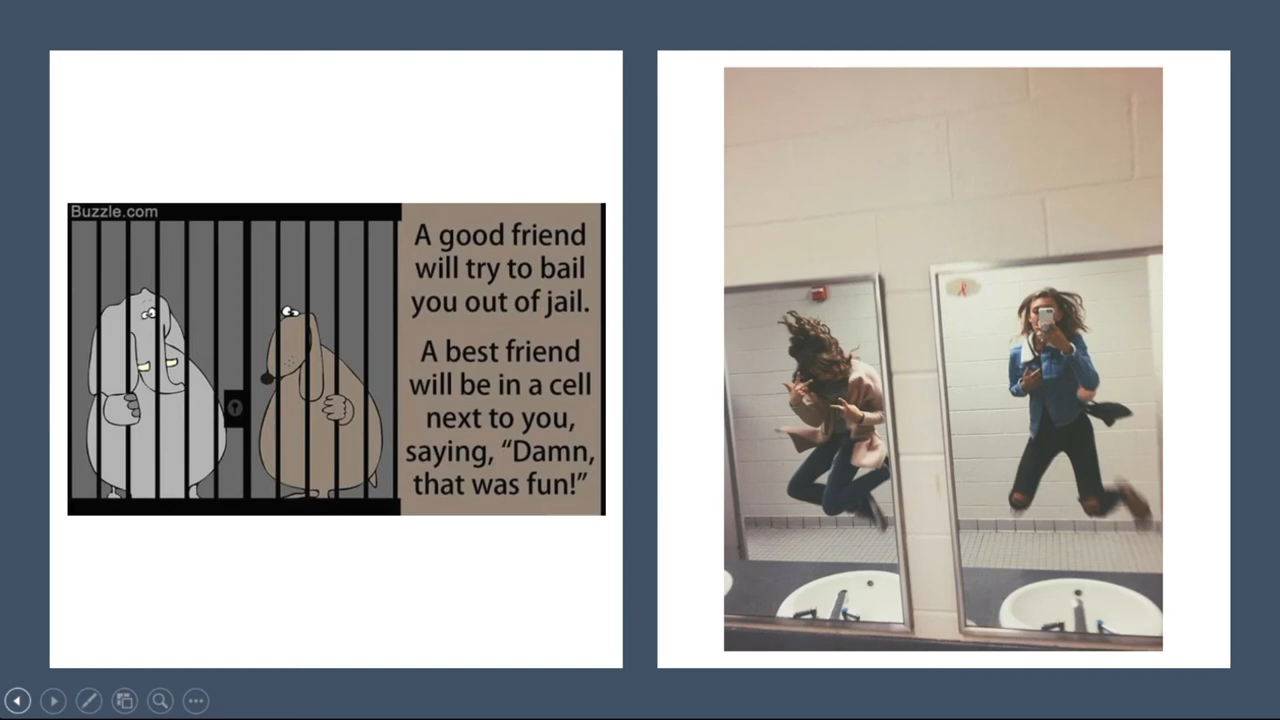 Buzzle.com
A good friend
will try to bail
you out of jail.
A best friend
will be in a cell
next to you,
saying, “Damn,
that was fun!”